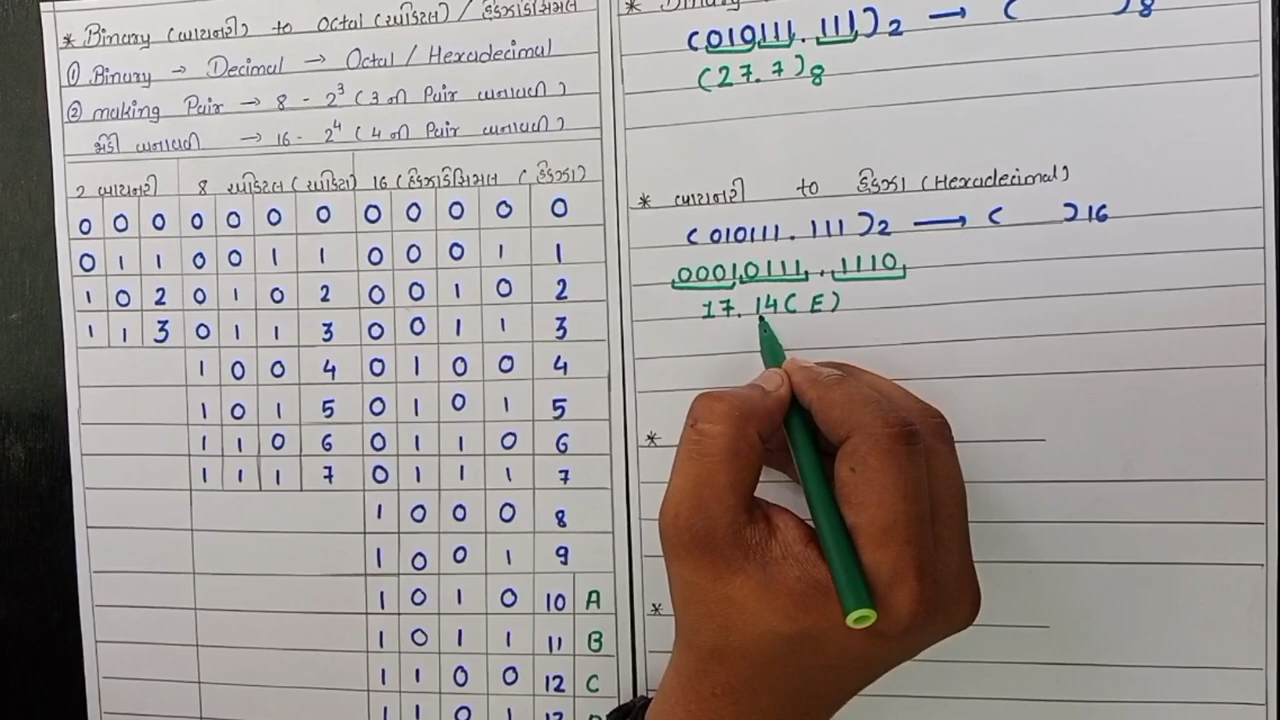 * Binary (બાયનરી) to Octal (ઓક્ટલ) / હેક્ઝાડેસિમલ
① Binary → Decimal → Octal / Hexadecimal
② making Pair → 8 - 2³ (3 ની Pair બનાવવી)
બનાવવી → 16 - 2⁴ (4 ની Pair બનાવવી)
2 બાયનરી 8 16
0 0 0 0 0 0 0 0 0 0 0 0
0 1 1 0 0 1 1 0 0 0 1 1
1 0 2 0 1 0 2 0 0 1 0 2
1 1 3 0 1 1 3 0 0 1 1 3
1 0 0 4 0 1 0 0 4
1 0 1 5 0 1 0 1 5
1 1 0 6 0 1 1 0 6
1 1 1 7 0 1 1 1 7
1 0 0 0 8
1 0 0 1 9
1 0 1 0 10 A
1 0 1 1 11 B
1 1 0 0 12 C
1 1 0 1
(010111.111)2 → ( )8
(27.7)8
* બાયનરી to હેક્ઝા (Hexadecimal)
(010111.111)2 → ( )16
00010111.1110
17.14(E)
*
*